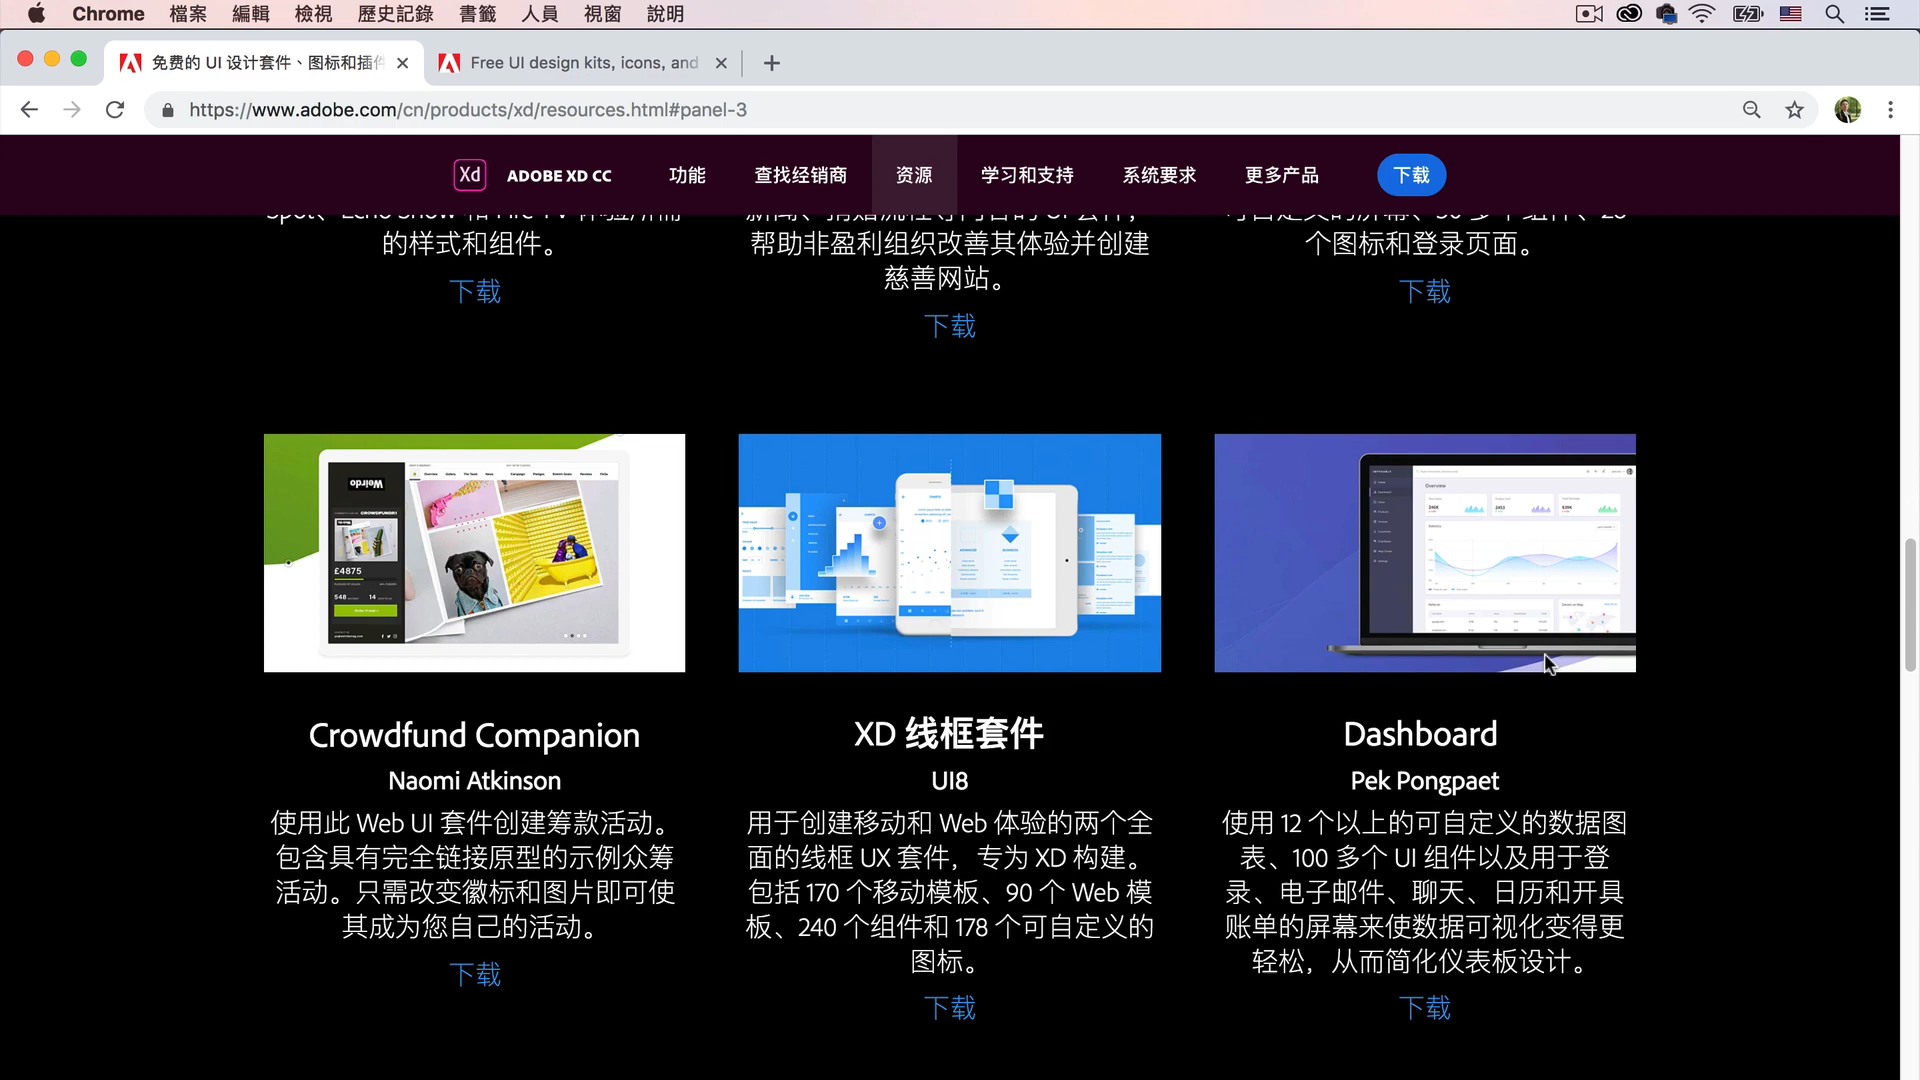 Chrome 檔案 編輯 檢視 歷史記錄 書籤 人員 視窗 說明
免费的 UI 设计套件、图标和插件
Free UI design kits, icons, and
https://www.adobe.com/cn/products/xd/resources.html#panel-3
Xd ADOBE XD CC 功能 查找经销商 资源 学习和支持 系统要求 更多产品 下载
的样式和组件。
下载
帮助非盈利组织改善其体验并创建
慈善网站。
下载
个图标和登录页面。
下载
Weirdo
£4875
548
14
Overview
Crowdfund Companion
Naomi Atkinson
使用此 Web UI 套件创建筹款活动。
包含具有完全链接原型的示例众筹
活动。只需改变徽标和图片即可使
其成为您自己的活动。
下载
XD 线框套件
UI8
用于创建移动和 Web 体验的两个全
面的线框 UX 套件，专为 XD 构建。
包括 170 个移动模板、90 个 Web 模
板、240 个组件和 178 个可自定义的
图标。
下载
Dashboard
Pek Pongpaet
使用 12 个以上的可自定义的数据图
表、100 多个 UI 组件以及用于登
录、电子邮件、聊天、日历和开具
账单的屏幕来使数据可视化变得更
轻松，从而简化仪表板设计。
下载